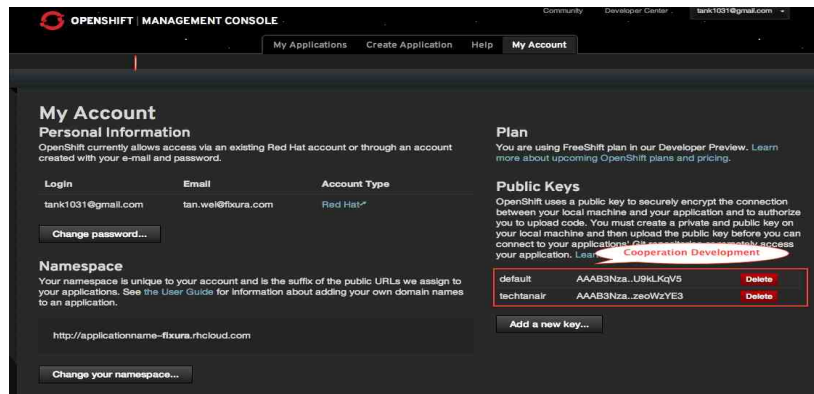 OPENSHIFT | MANAGEMENT CONSOLE
Community Developer Center tank1031@gmail.com
My Applications Create Application Help My Account
My Account
Personal Information
OpenShift currently allows access via an existing Red Hat account or through an account
created with your e-mail and password.
Login Email Account Type
tank1031@gmail.com tan.wei@fixura.com Red Hat
Change password...
Namespace
Your namespace is unique to your account and is the suffix of the public URLs we assign to
your applications. See the User Guide for information about adding your own domain names
to an application.
http://applicationname-fixura.rhcloud.com
Change your namespace...
Plan
You are using FreeShift plan in our Developer Preview. Learn
more about upcoming OpenShift plans and pricing.
Public Keys
OpenShift uses a public key to securely encrypt the connection
between your local machine and your application and to authorize
you to upload code. You must create a private and public key on
your local machine and then upload the public key before you can
connect to your applications' Git access
your application.
Cooperation Development
default AAAB3Nza..U9kLKqV5 Delete
techtanair AAAB3Nza..zeoWzYE3 Delete
Add a new key...